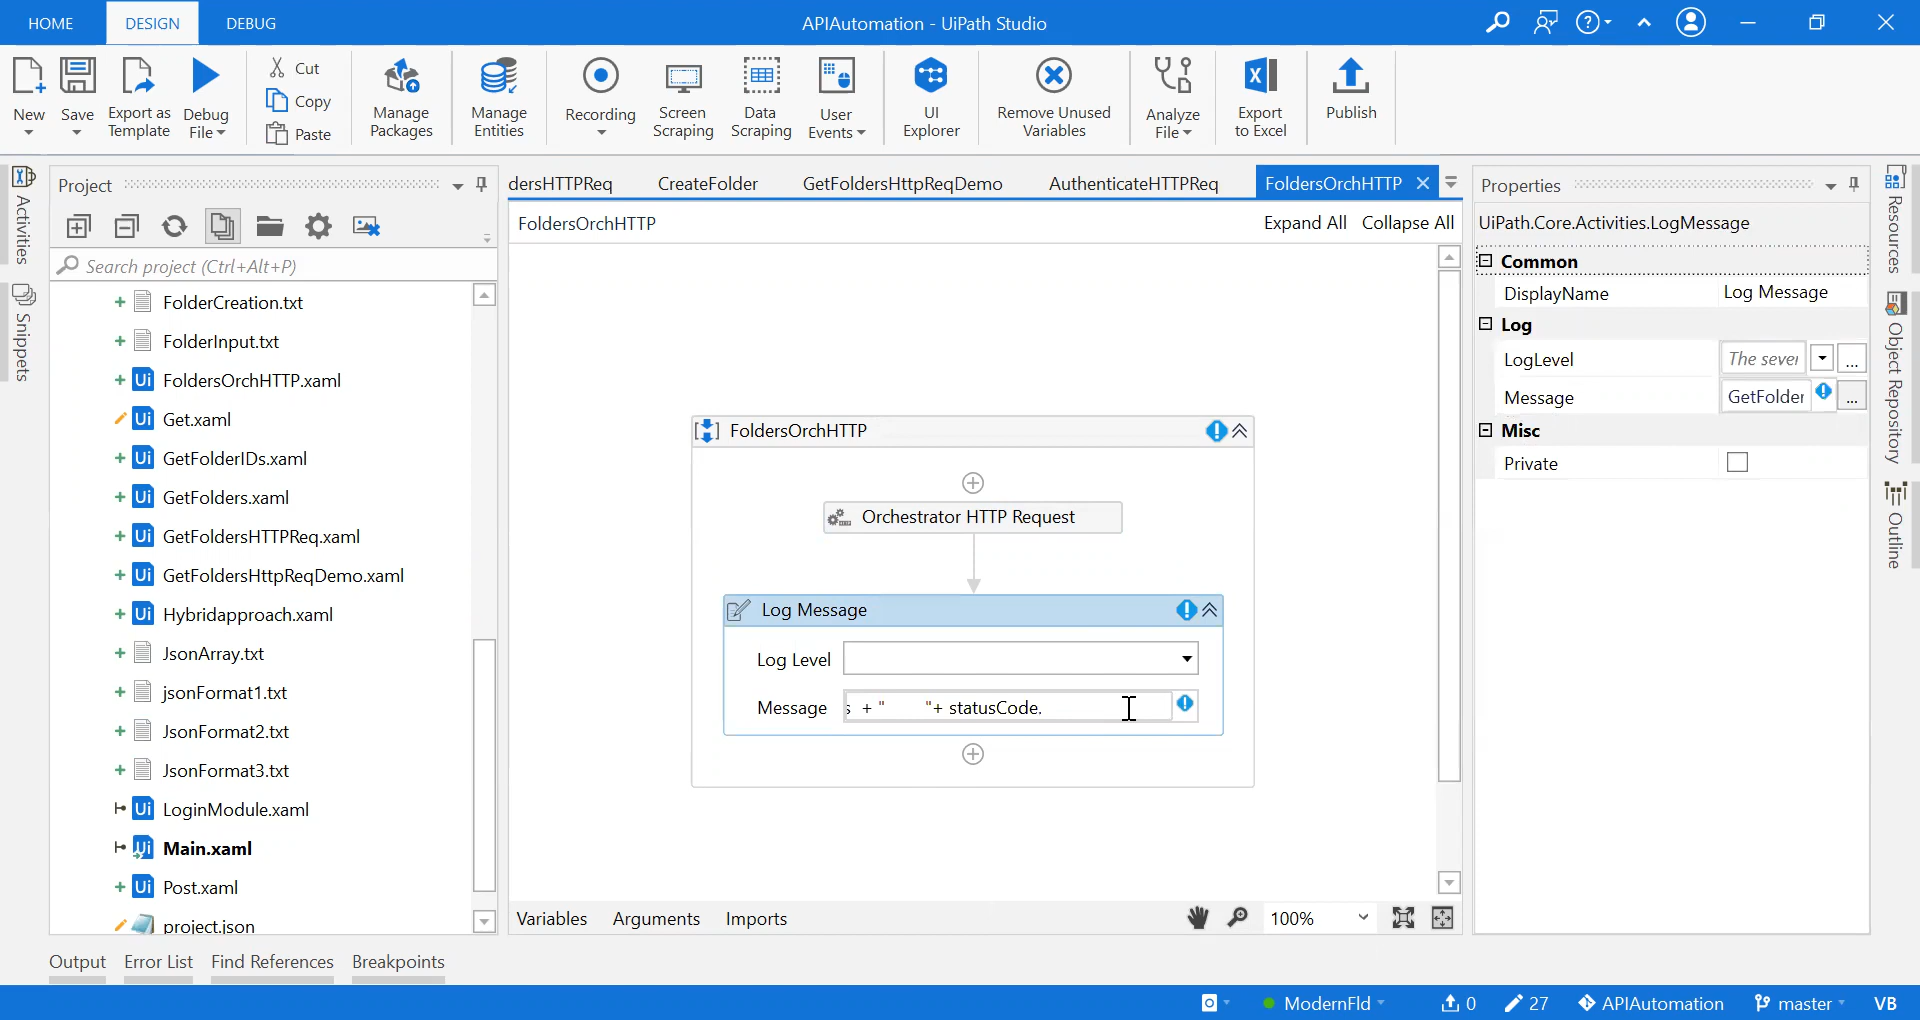 HOME DESIGN DEBUG APIAutomation - UiPath Studio
New Save Export as Template Debug File Cut Copy Paste Manage Packages Manage Entities Recording Screen Scraping Data Scraping User Events UI Explorer Remove Unused Variables Analyze File Export to Excel Publish
Activities
Snippets
Project
Search project (Ctrl+Alt+P)
FolderCreation.txt
FolderInput.txt
FoldersOrchHTTP.xaml
Get.xaml
GetFolderIDs.xaml
GetFolders.xaml
GetFoldersHTTPReq.xaml
GetFoldersHttpReqDemo.xaml
Hybridapproach.xaml
JsonArray.txt
jsonFormat1.txt
JsonFormat2.txt
JsonFormat3.txt
LoginModule.xaml
Main.xaml
Post.xaml
project.json
dersHTTPReq CreateFolder GetFoldersHttpReqDemo AuthenticateHTTPReq FoldersOrchHTTP
FoldersOrchHTTP Expand All Collapse All
FoldersOrchHTTP
Orchestrator HTTP Request
Log Message
Log Level
Message s + "        "+ statusCode.
Variables Arguments Imports 100%
Properties
UiPath.Core.Activities.LogMessage
Common
DisplayName Log Message
Log
LogLevel The sever ...
Message GetFolder ...
Misc
Private
Resources
Object Repository
Outline
Output Error List Find References Breakpoints
ModernFld 0 27 APIAutomation master VB